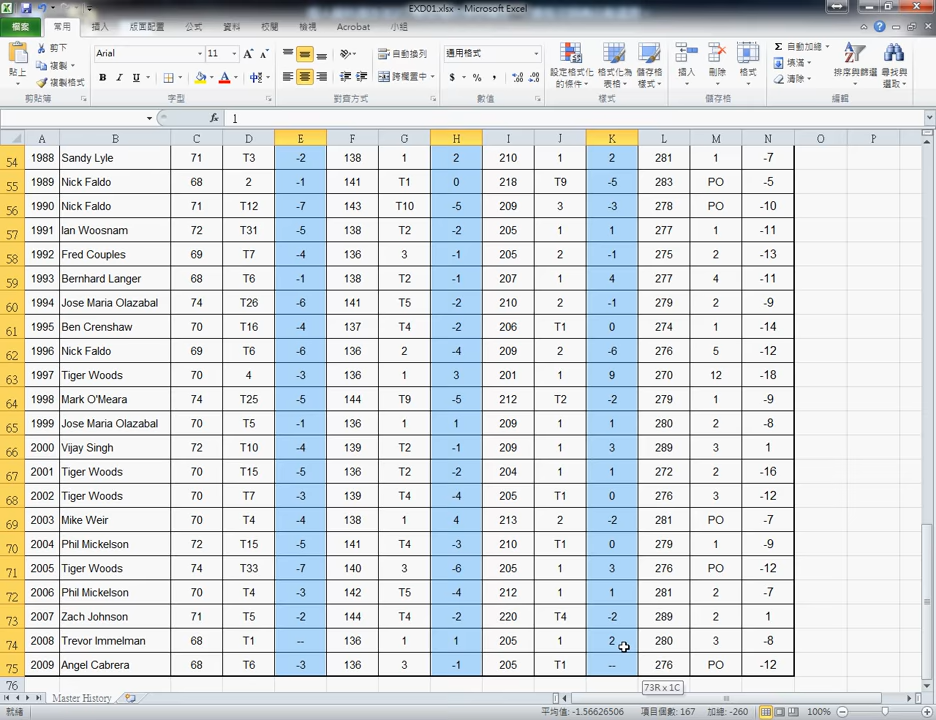 EXD01.xlsx - Microsoft Excel
檔案 常用 插入 版面配置 公式 資料 校閱 檢視 Acrobat 小組
貼上 剪下 複製 複製格式 剪貼簿
Arial 11 A A B I U 字型
自動換列 跨欄置中 對齊方式
通用格式 $ % , 數值
設定格式化的條件 格式化為表格 儲存格樣式 樣式
插入 刪除 格式 儲存格
Σ 自動加總 填滿 清除 排序與篩選 尋找與選取 編輯
fx 1
A B C D E F G H I J K L M N O P
54 1988 Sandy Lyle 71 T3 -2 138 1 2 210 1 2 281 1 -7
55 1989 Nick Faldo 68 2 -1 141 T1 0 218 T9 -5 283 PO -5
56 1990 Nick Faldo 71 T12 -7 143 T10 -5 209 3 -3 278 PO -10
57 1991 Ian Woosnam 72 T31 -5 138 T2 -2 205 1 1 277 1 -11
58 1992 Fred Couples 69 T7 -4 136 3 -1 205 2 -1 275 2 -13
59 1993 Bernhard Langer 68 T6 -1 138 T2 -1 207 1 4 277 4 -11
60 1994 Jose Maria Olazabal 74 T26 -6 141 T5 -2 210 2 -1 279 2 -9
61 1995 Ben Crenshaw 70 T16 -4 137 T4 -2 206 T1 0 274 1 -14
62 1996 Nick Faldo 69 T6 -6 136 2 -4 209 2 -6 276 5 -12
63 1997 Tiger Woods 70 4 -3 136 1 3 201 1 9 270 12 -18
64 1998 Mark O'Meara 74 T25 -5 144 T9 -5 212 T2 -2 279 1 -9
65 1999 Jose Maria Olazabal 70 T5 -1 136 1 1 209 1 1 280 2 -8
66 2000 Vijay Singh 72 T10 -4 139 T2 -1 209 1 3 289 3 1
67 2001 Tiger Woods 70 T15 -5 136 T2 -2 204 1 1 272 2 -16
68 2002 Tiger Woods 70 T7 -3 139 T4 -4 205 T1 0 276 3 -12
69 2003 Mike Weir 70 T4 -4 138 1 4 213 2 -2 281 PO -7
70 2004 Phil Mickelson 72 T15 -5 141 T4 -3 210 T1 0 279 1 -9
71 2005 Tiger Woods 74 T33 -7 140 3 -6 205 1 3 276 PO -12
72 2006 Phil Mickelson 70 T4 -3 142 T5 -4 212 1 1 281 2 -7
73 2007 Zach Johnson 71 T5 -2 144 T4 -2 220 T4 -2 289 2 1
74 2008 Trevor Immelman 68 T1 -- 136 1 1 205 1 2 280 3 -8
75 2009 Angel Cabrera 68 T6 -3 136 3 -1 205 T1 -- 276 PO -12
76
73R x 1C
Master History
就緒 平均值: -1.56626506 項目個數: 167 加總: -260 100%